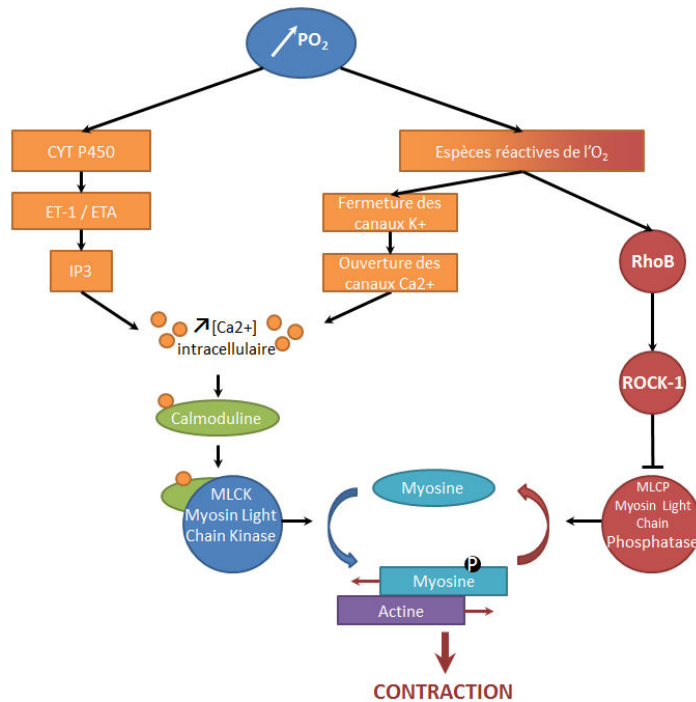 PO₂
CYT P450
Espèces réactives de l'O₂
ET-1 / ETA
Fermeture des
canaux K+
IP3
Ouverture des
canaux Ca2+
RhoB
[Ca2+]
intracellulaire
ROCK-1
Calmoduline
MLCK
Myosin Light
Chain Kinase
Myosine
MLCP
Myosin Light
Chain
Phosphatase
P
Myosine
Actine
CONTRACTION